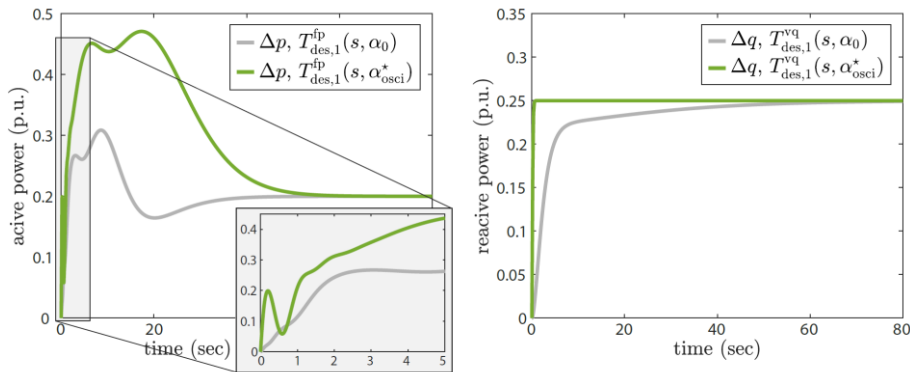 0.5
0.4
0.3
0.2
0.1
0
acive power (p.u.)
Δp, T^fp_des,1(s, α_0)
Δp, T^fp_des,1(s, α^⋆_osci)
0 20
time (sec)
0.4
0.3
0.2
0.1
0
0 1 2 3 4 5
0.35
0.30
0.25
0.20
0.15
0.1
0.05
0
reacive power (p.u.)
Δq, T^vq_des,1(s, α_0)
Δq, T^vq_des,1(s, α^⋆_osci)
0 20 40 60 80
time (sec)